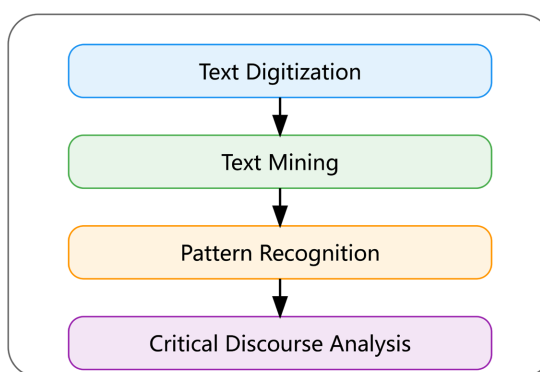 Text Digitization
Text Mining
Pattern Recognition
Critical Discourse Analysis